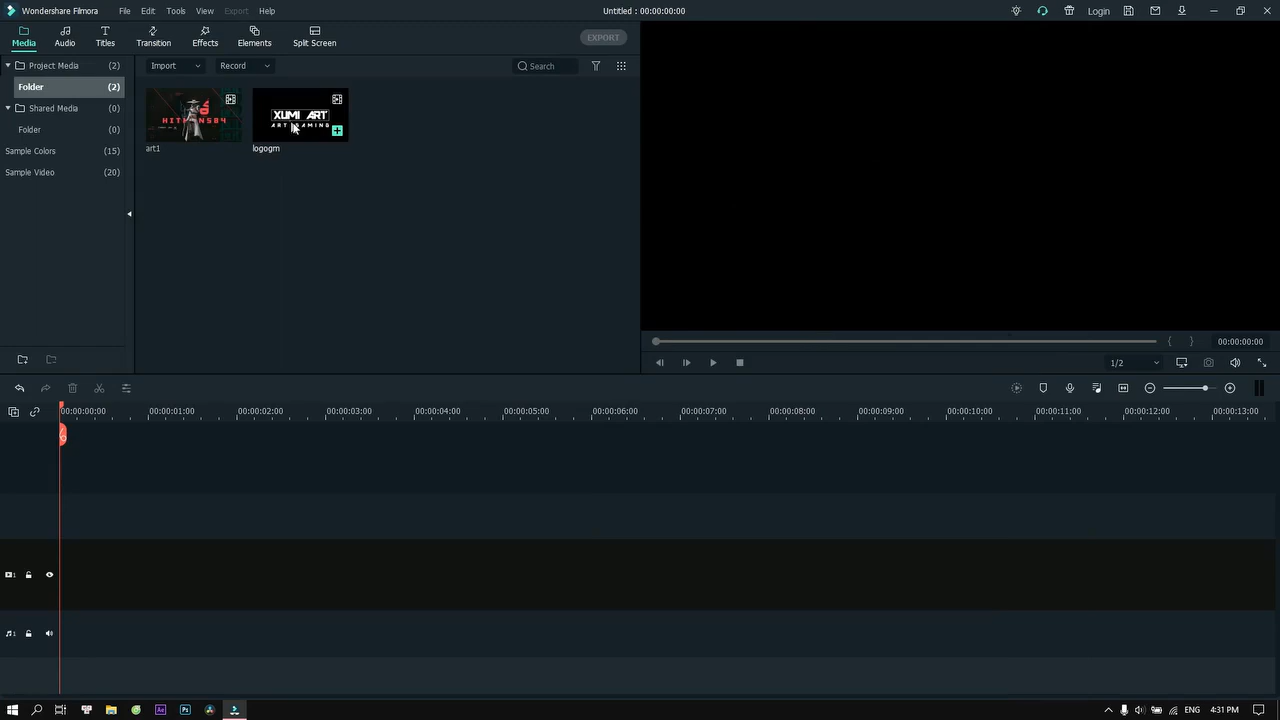 Wondershare Filmora
File
Edit
Tools
View
Export
Help
Untitled : 00:00:00:00
Login
Media
Audio
Titles
Transition
Effects
Elements
Split Screen
EXPORT
Project Media (2)
Folder (2)
Shared Media (0)
Folder (0)
Sample Colors (15)
Sample Video (20)
Import
Record
Search
HITMANS84
art1
XUMI ART
ART GAMING
logogm
00:00:00:00
1/2
00:00:00:00 00:00:01:00 00:00:02:00 00:00:03:00 00:00:04:00 00:00:05:00 00:00:06:00 00:00:07:00 00:00:08:00 00:00:09:00 00:00:10:00 00:00:11:00 00:00:12:00 00:00:13:00
1
1
ENG
4:31 PM